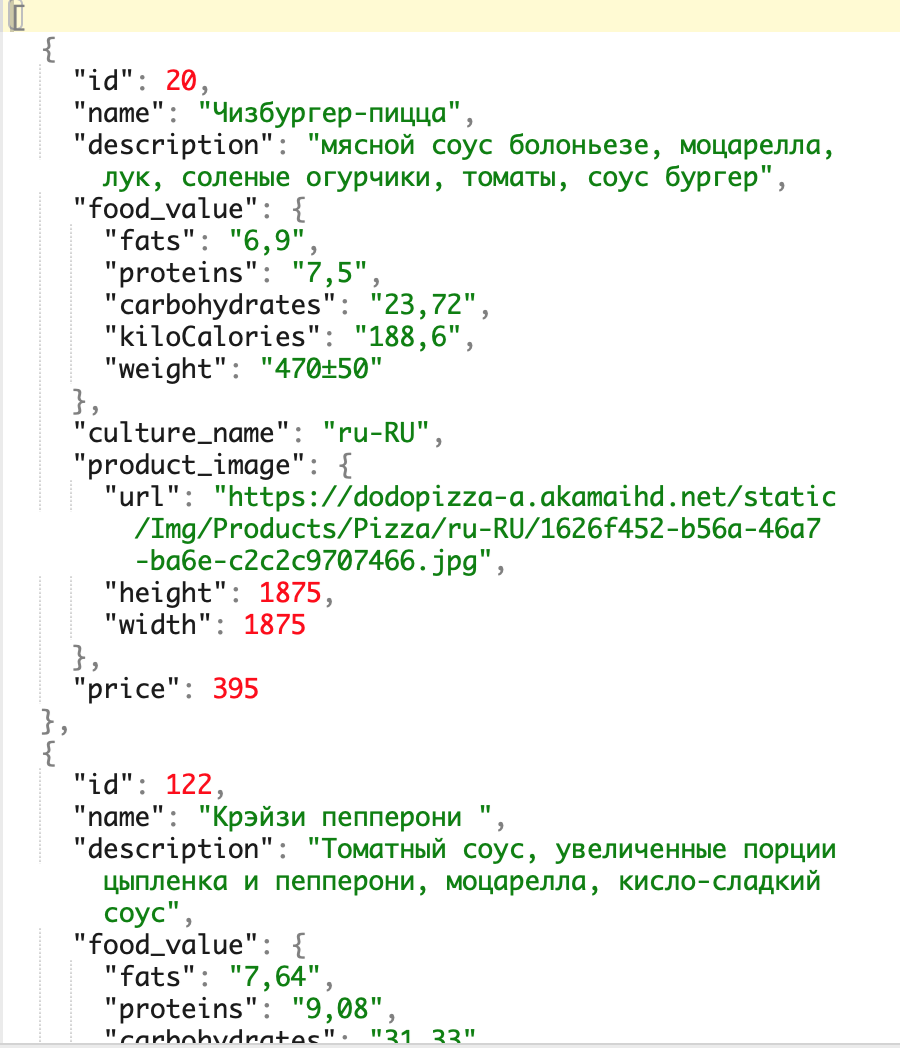 [
{
"id": 20,
"name": "Чизбургер-пицца",
"description": "мясной соус болоньезе, моцарелла,
лук, соленые огурчики, томаты, соус бургер",
"food_value": {
"fats": "6,9",
"proteins": "7,5",
"carbohydrates": "23,72",
"kiloCalories": "188,6",
"weight": "470±50"
},
"culture_name": "ru-RU",
"product_image": {
"url": "https://dodopizza-a.akamaihd.net/static
/Img/Products/Pizza/ru-RU/1626f452-b56a-46a7
-ba6e-c2c2c9707466.jpg",
"height": 1875,
"width": 1875
},
"price": 395
},
{
"id": 122,
"name": "Крэйзи пепперони ",
"description": "Томатный соус, увеличенные порции
цыпленка и пепперони, моцарелла, кисло-сладкий
соус",
"food_value": {
"fats": "7,64",
"proteins": "9,08",
"carbohydrates": "31,33"